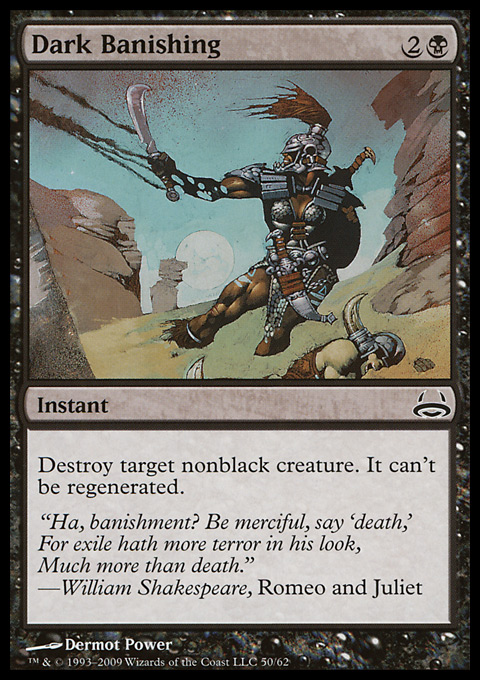 Dark Banishing 2
Instant
Destroy target nonblack creature. It can't
be regenerated.
“Ha, banishment? Be merciful, say ‘death,’
For exile hath more terror in his look,
Much more than death.”
—William Shakespeare, Romeo and Juliet
Dermot Power
™ & © 1993–2009 Wizards of the Coast LLC 50/62